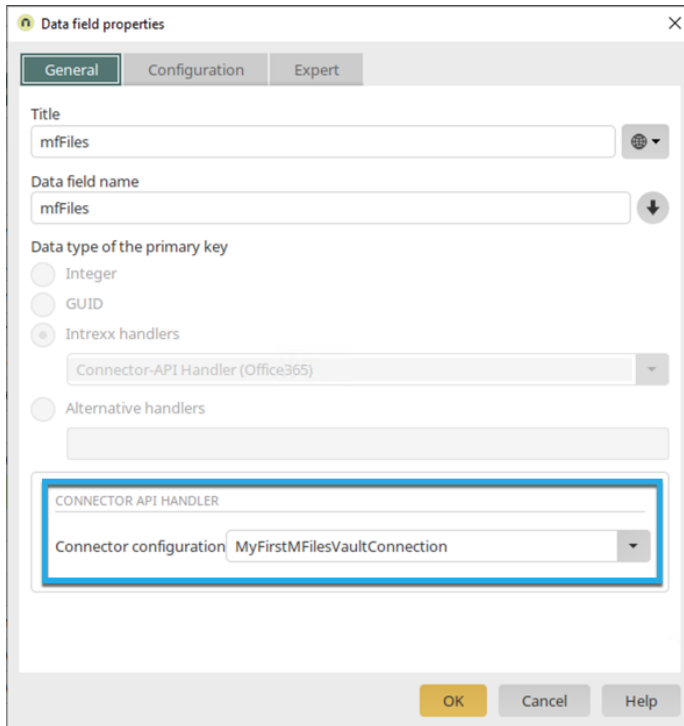 Data field properties
General Configuration Expert
Title
mfFiles
Data field name
mfFiles
Data type of the primary key
Integer
GUID
Intrexx handlers
Connector-API Handler (Office365)
Alternative handlers
CONNECTOR API HANDLER
Connector configuration MyFirstMFilesVaultConnection
OK Cancel Help